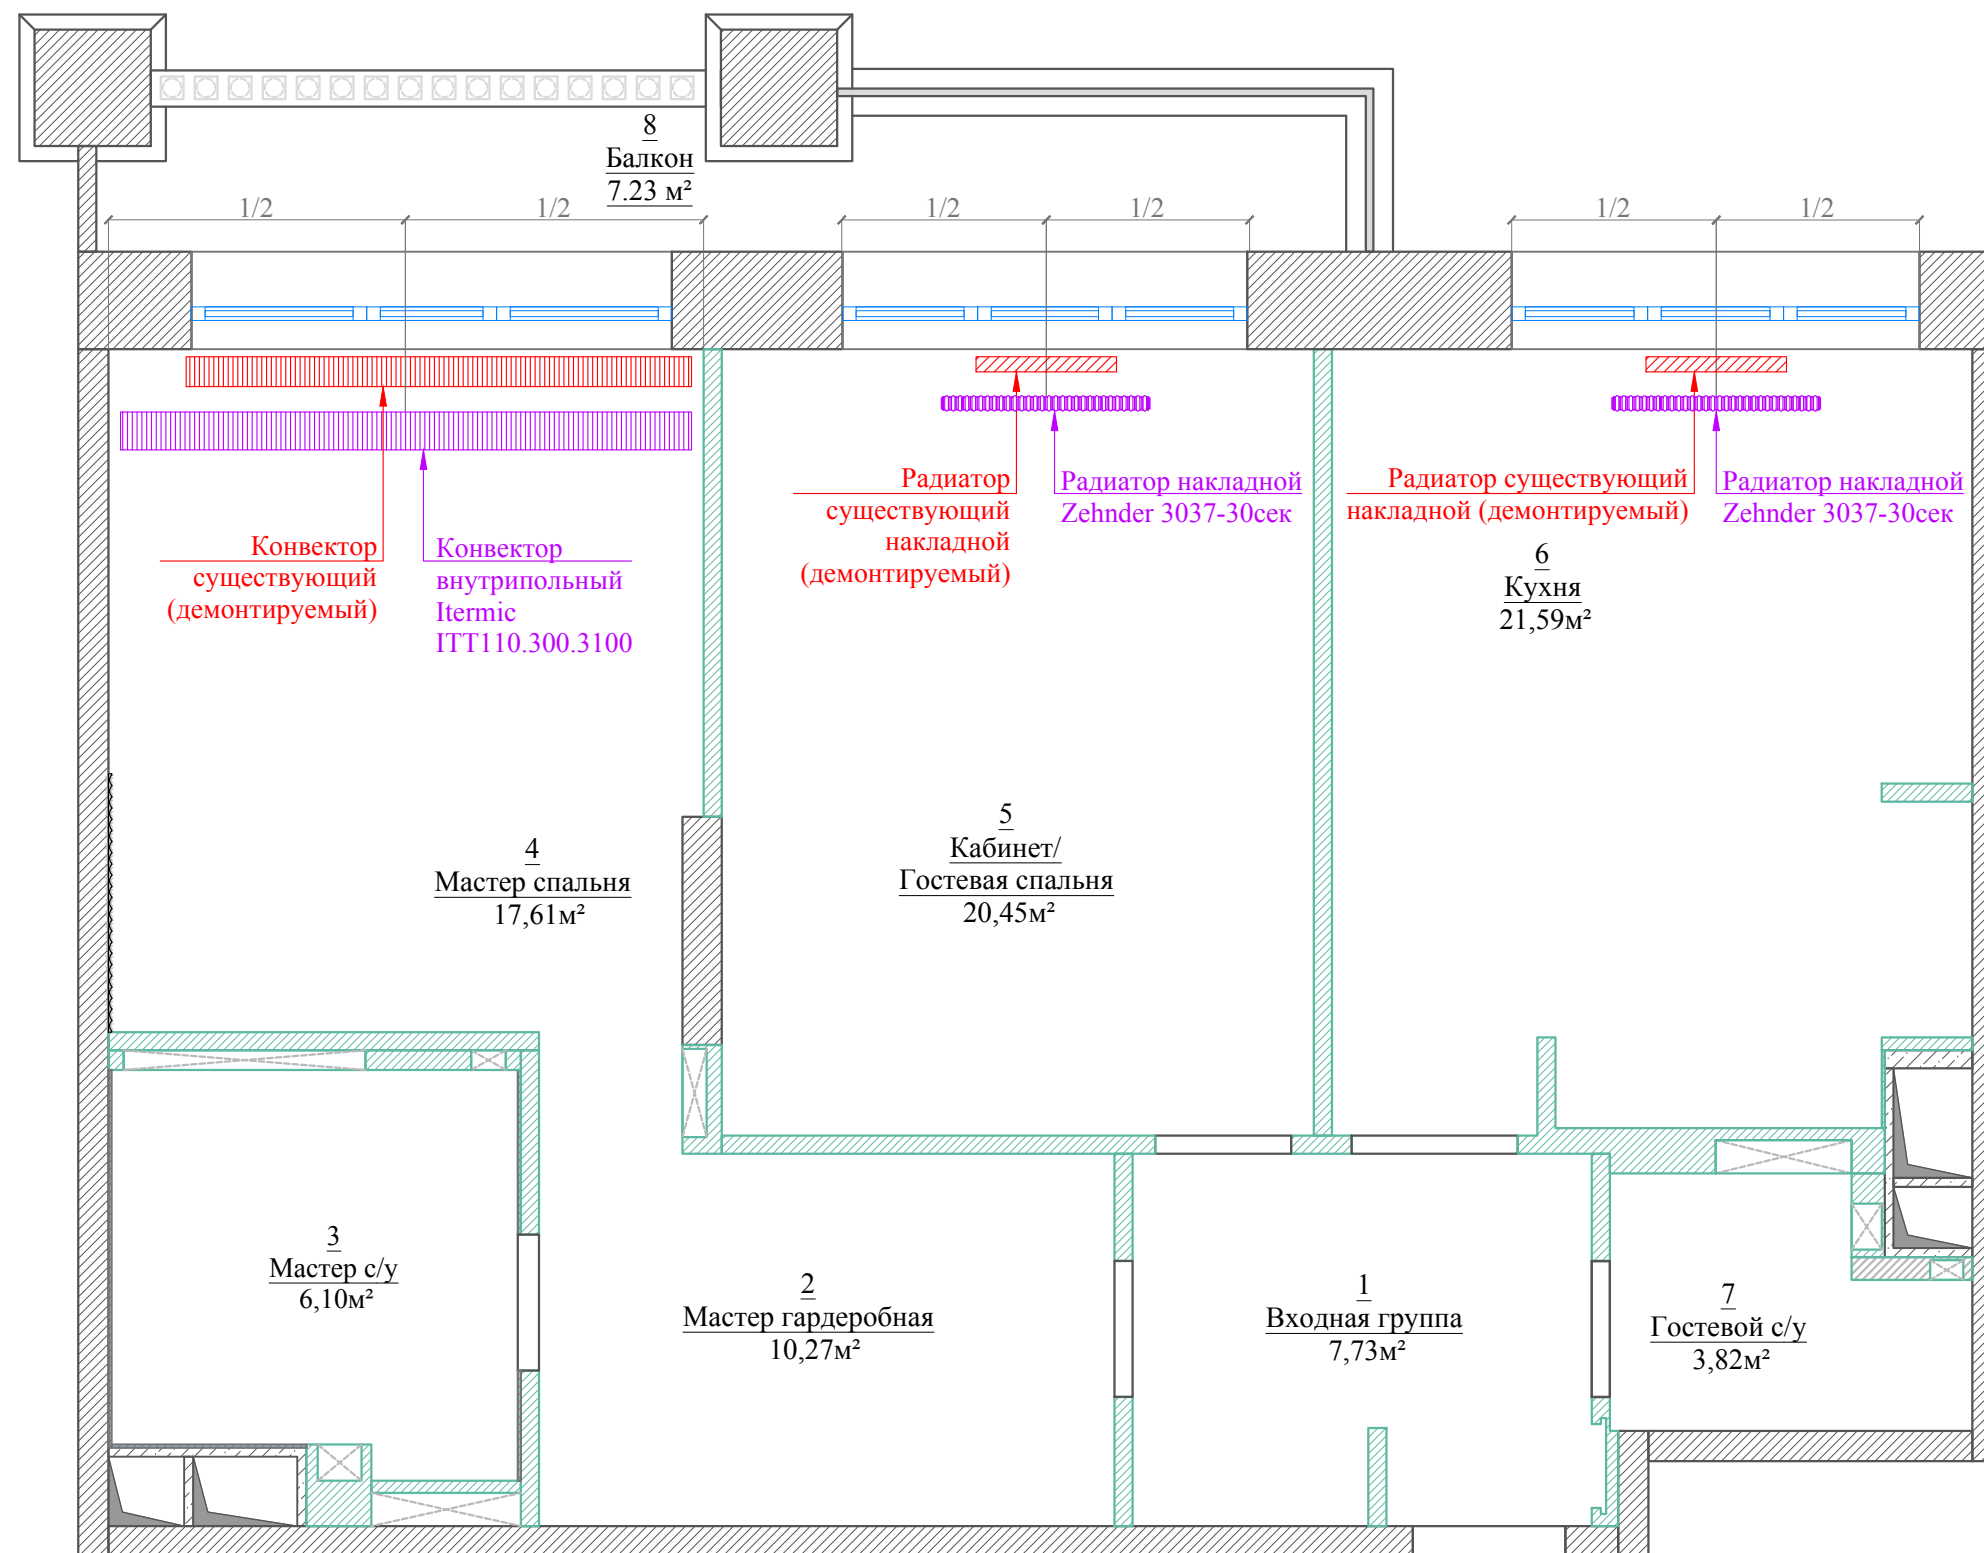 8
Балкон
7.23 м²
1/2
1/2
1/2
1/2
1/2
1/2
Конвектор
существующий
(демонтируемый)
Конвектор
внутрипольный
Itermic
ITT110.300.3100
Радиатор
существующий
накладной
(демонтируемый)
Радиатор накладной
Zehnder 3037-30сек
Радиатор существующий
накладной (демонтируемый)
Радиатор накладной
Zehnder 3037-30сек
6
Кухня
21,59м²
4
Мастер спальня
17,61м²
5
Кабинет/
Гостевая спальня
20,45м²
3
Мастер с/у
6,10м²
2
Мастер гардеробная
10,27м²
1
Входная группа
7,73м²
7
Гостевой с/у
3,82м²